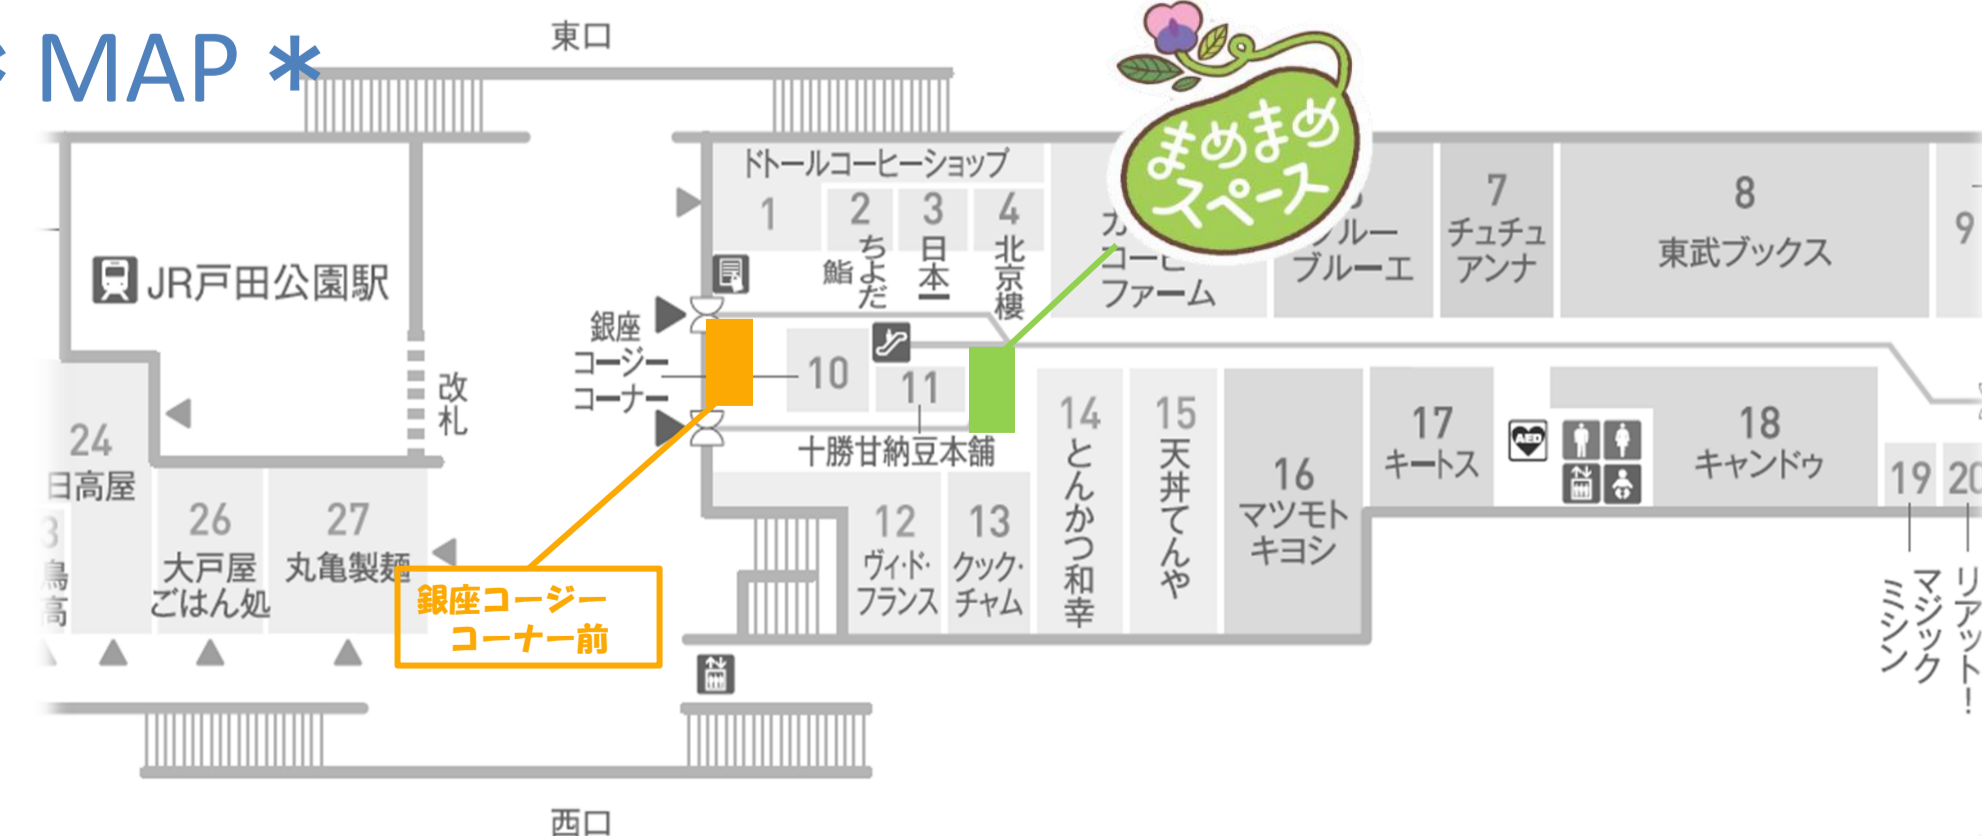 * MAP *
東口
まめまめ
スペース
ドトールコーヒーショップ
1
2
ちよだ
鮨
3
日本一
4
北京樓
コーヒ
ファーム
ブルーエ
7
チュチュ
アンナ
8
東武ブックス
9
JR戸田公園駅
改札
銀座
コージー
コーナー
10
11
十勝甘納豆本舗
12
ヴィ・ド・
フランス
13
クック・
チャム
14
とんかつ和幸
15
天丼てんや
16
マツモト
キヨシ
17
キートス
AED
18
キャンドゥ
19
マジック
ミシン
20
リアット!
24
日高屋
26
大戸屋
ごはん処
27
丸亀製麺
銀座コージー
コーナー前
西口